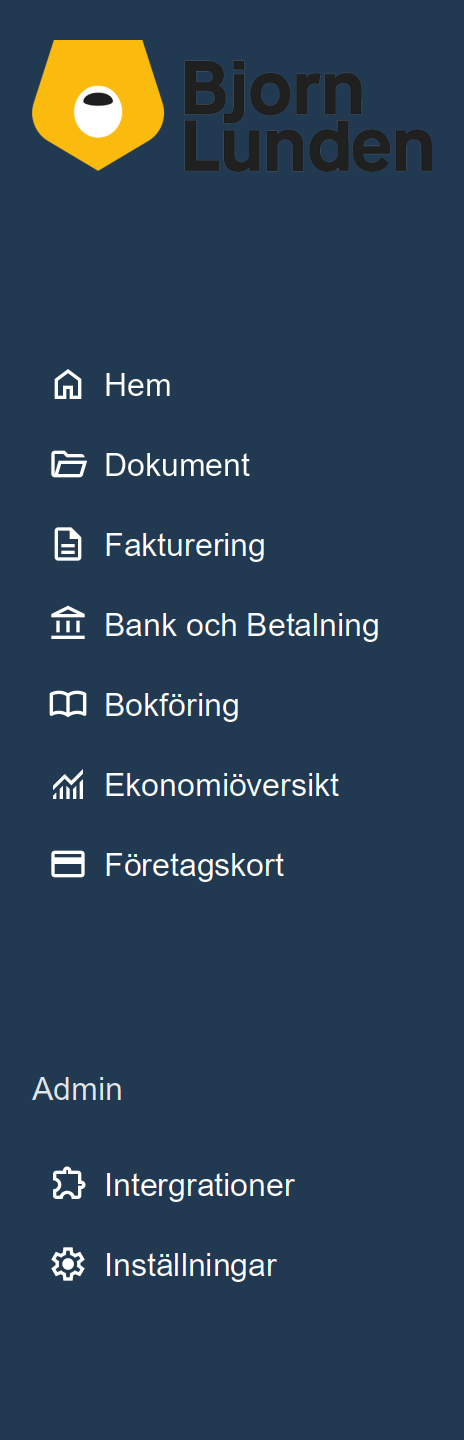 Bjorn
Lunden
Hem
Dokument
Fakturering
Bank och Betalning
Bokföring
Ekonomiöversikt
Företagskort
Admin
Intergrationer
Inställningar